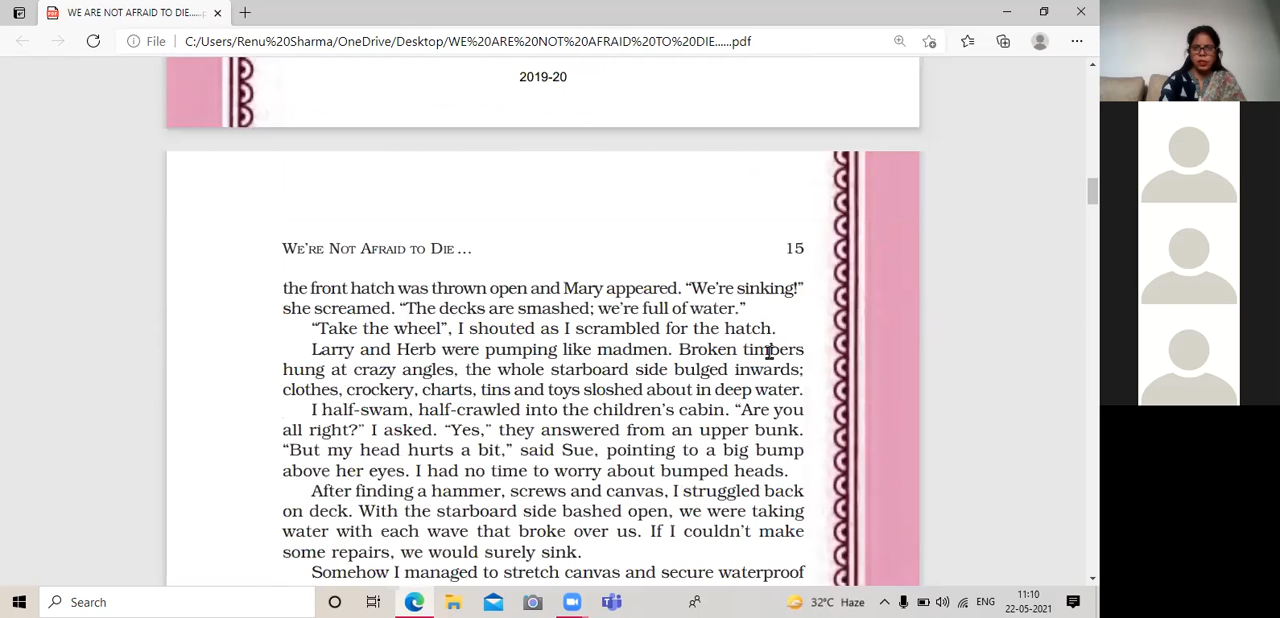 WE ARE NOT AFRAID TO DIE.....p
File
C:/Users/Renu%20Sharma/OneDrive/Desktop/WE%20ARE%20NOT%20AFRAID%20TO%20DIE......pdf
2019-20
WE'RE NOT AFRAID TO DIE... 15
the front hatch was thrown open and Mary appeared. “We're sinking!”
she screamed. “The decks are smashed; we're full of water.”
“Take the wheel”, I shouted as I scrambled for the hatch.
Larry and Herb were pumping like madmen. Broken timbers
hung at crazy angles, the whole starboard side bulged inwards;
clothes, crockery, charts, tins and toys sloshed about in deep water.
I half-swam, half-crawled into the children's cabin. “Are you
all right?” I asked. “Yes,” they answered from an upper bunk.
“But my head hurts a bit,” said Sue, pointing to a big bump
above her eyes. I had no time to worry about bumped heads.
After finding a hammer, screws and canvas, I struggled back
on deck. With the starboard side bashed open, we were taking
water with each wave that broke over us. If I couldn't make
some repairs, we would surely sink.
Somehow I managed to stretch canvas and secure waterproof
Search
32°C Haze
ENG
11:10
22-05-2021